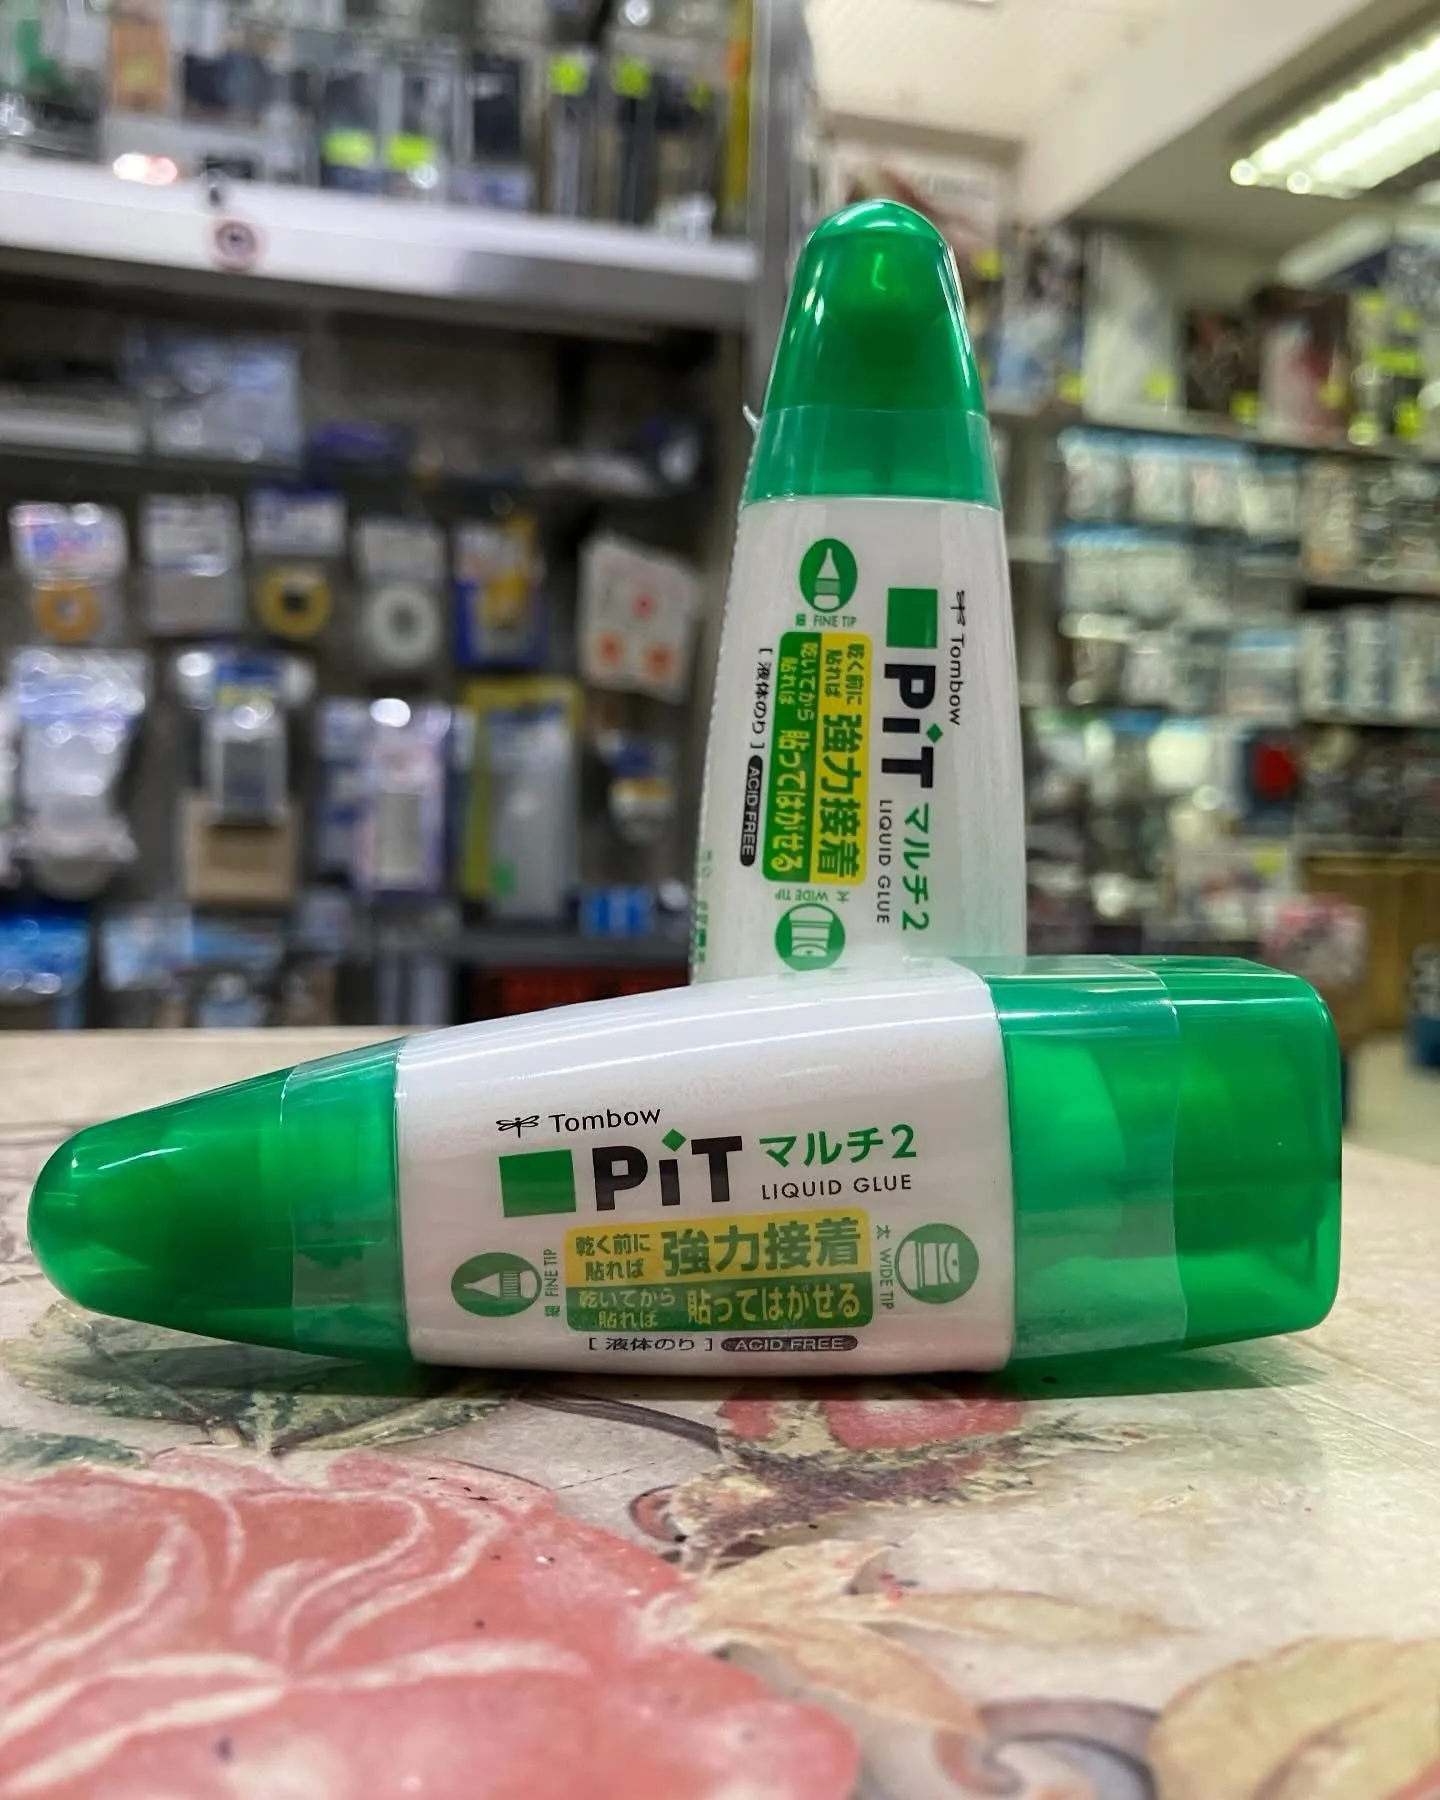 Tombow
PiT マルチ2
LIQUID GLUE
細 FINE TIP
乾く前に
貼れば
強力接着
乾いてから
貼れば
貼ってはがせる
太 WIDE TIP
[ 液体のり ] ACID FREE
Tombow
PiT マルチ2
LIQUID GLUE
細 FINE TIP
乾く前に
貼れば
強力接着
乾いてから
貼れば
貼ってはがせる
太 WIDE TIP
[ 液体のり ] ACID FREE